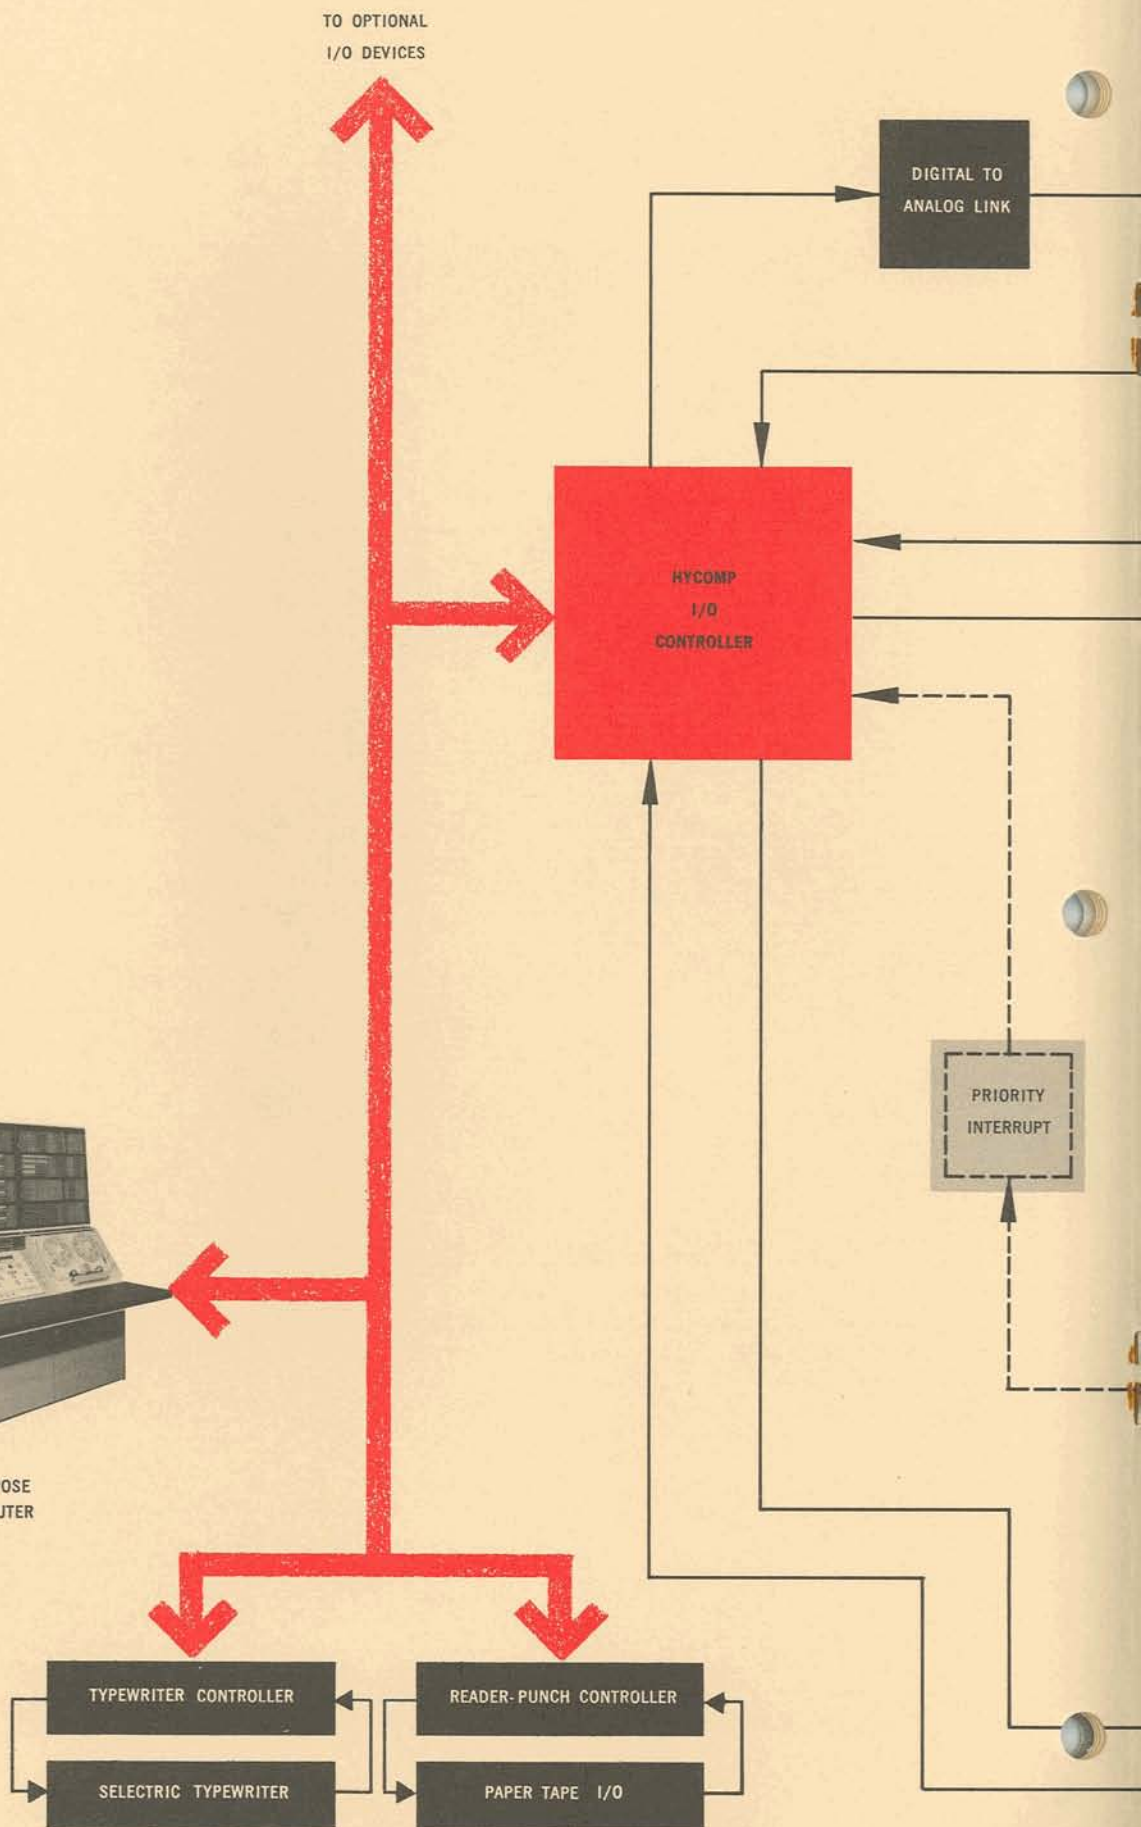 TO OPTIONAL
I/O DEVICES
DIGITAL TO
ANALOG LINK
HYCOMP
I/O
CONTROLLER
PRIORITY
INTERRUPT
OSE
UTER
TYPEWRITER CONTROLLER
READER-PUNCH CONTROLLER
SELECTRIC TYPEWRITER
PAPER TAPE I/O